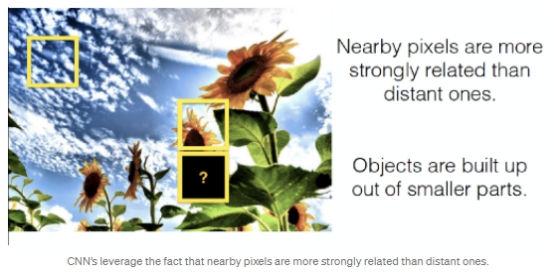 Nearby pixels are more
strongly related than
distant ones.
?
Objects are built up
out of smaller parts.
CNN's leverage the fact that nearby pixels are more strongly related than distant ones.